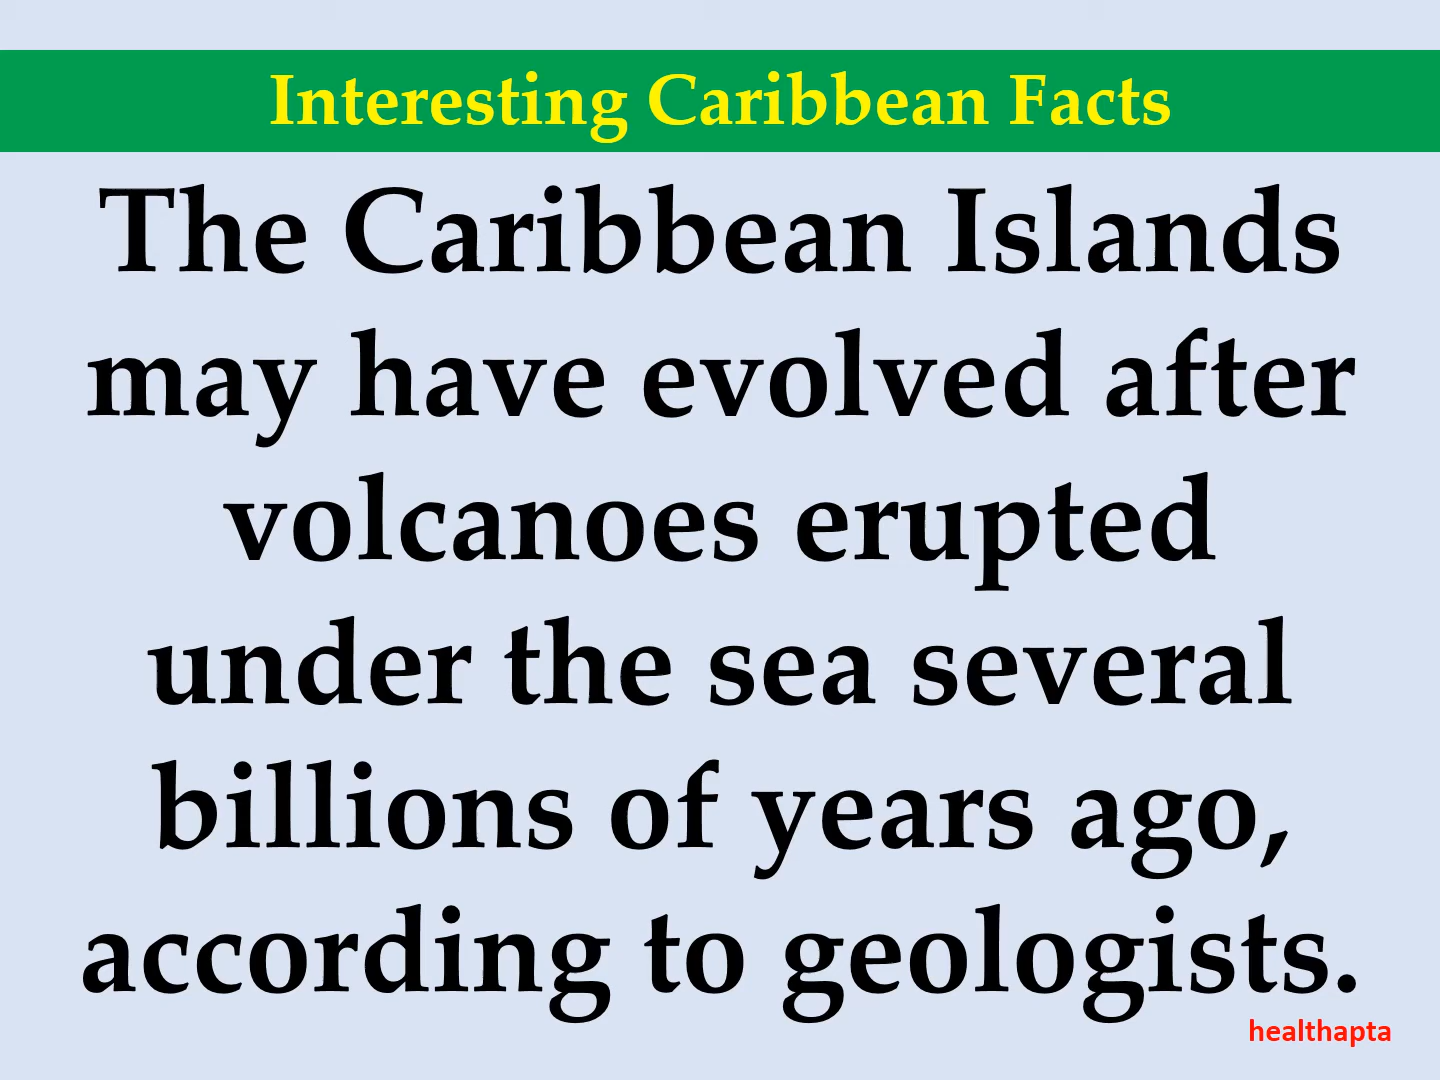 Interesting Caribbean Facts
The Caribbean Islands
may have evolved after
volcanoes erupted
under the sea several
billions of years ago,
according to geologists.
healthapta